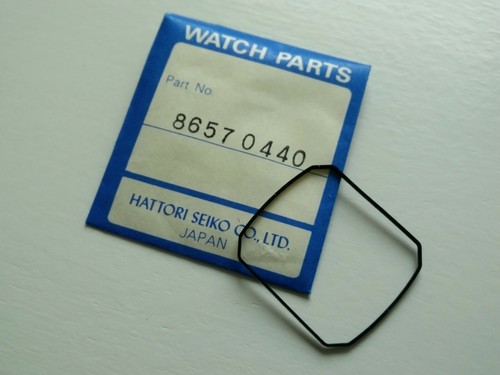 WATCH PARTS
Part No.
86570440
HATTORI SEIKO CO., LTD.
JAPAN